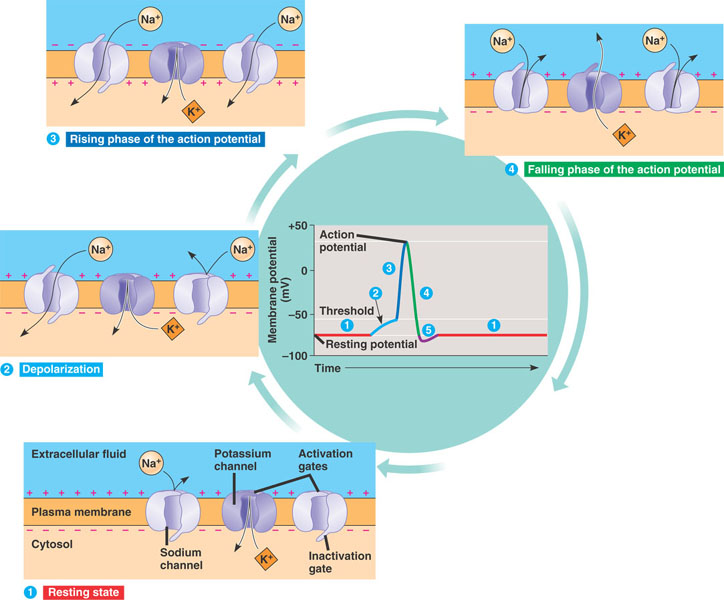 Na⁺
Na⁺
− − − − − −
+ + + + + +
K⁺
3 Rising phase of the action potential
Na⁺
Na⁺
K⁺
4 Falling phase of the action potential
Na⁺
Na⁺
K⁺
2 Depolarization
Membrane potential
(mV)
+50
0
−50
−100
Action
potential
3
2
4
Threshold
1
5
1
Resting potential
Time
Extracellular fluid
Na⁺
Potassium
channel
Activation
gates
Plasma membrane
Cytosol
Sodium
channel
K⁺
Inactivation
gate
1 Resting state